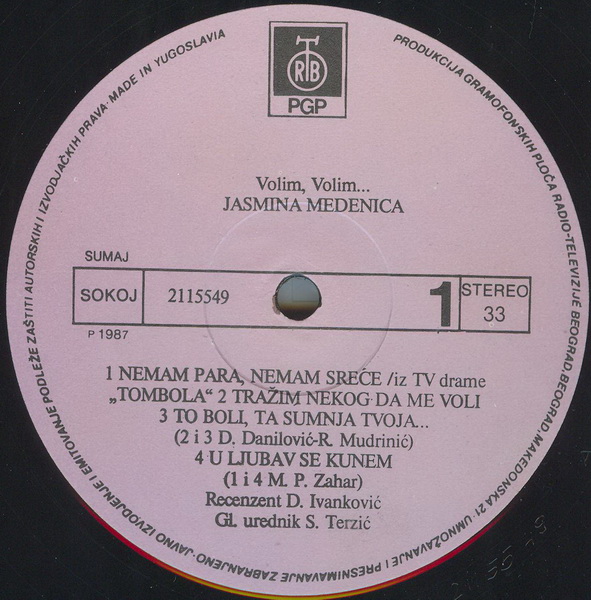 PRODUKCIJA GRAMOFONSKIH PLOČA RADIO-TELEVIZIJE BEOGRAD, BEOGRAD, MAKEDONSKA 21 · UMNOŽAVANJE I PRESNIMAVANJE ZABRANJENO · JAVNO IZVODJENJE I EMITOVANJE PODLEŽE ZAŠTITI AUTORSKIH I IZVODJAČKIH PRAVA · MADE IN YUGOSLAVIA
RTB
PGP
Volim, Volim...
JASMINA MEDENICA
SUMAJ
SOKOJ 2115549 1 STEREO 33
P 1987
1 NEMAM PARA, NEMAM SREĆE /iz TV drame
„TOMBOLA“ 2 TRAŽIM NEKOG DA ME VOLI
3 TO BOLI, TA SUMNJA TVOJA...
(2 i 3 D. Danilović-R. Mudrinić)
4 U LJUBAV SE KUNEM
(1 i 4 M. P. Zahar)
Recenzent D. Ivanković
Gl. urednik S. Terzić